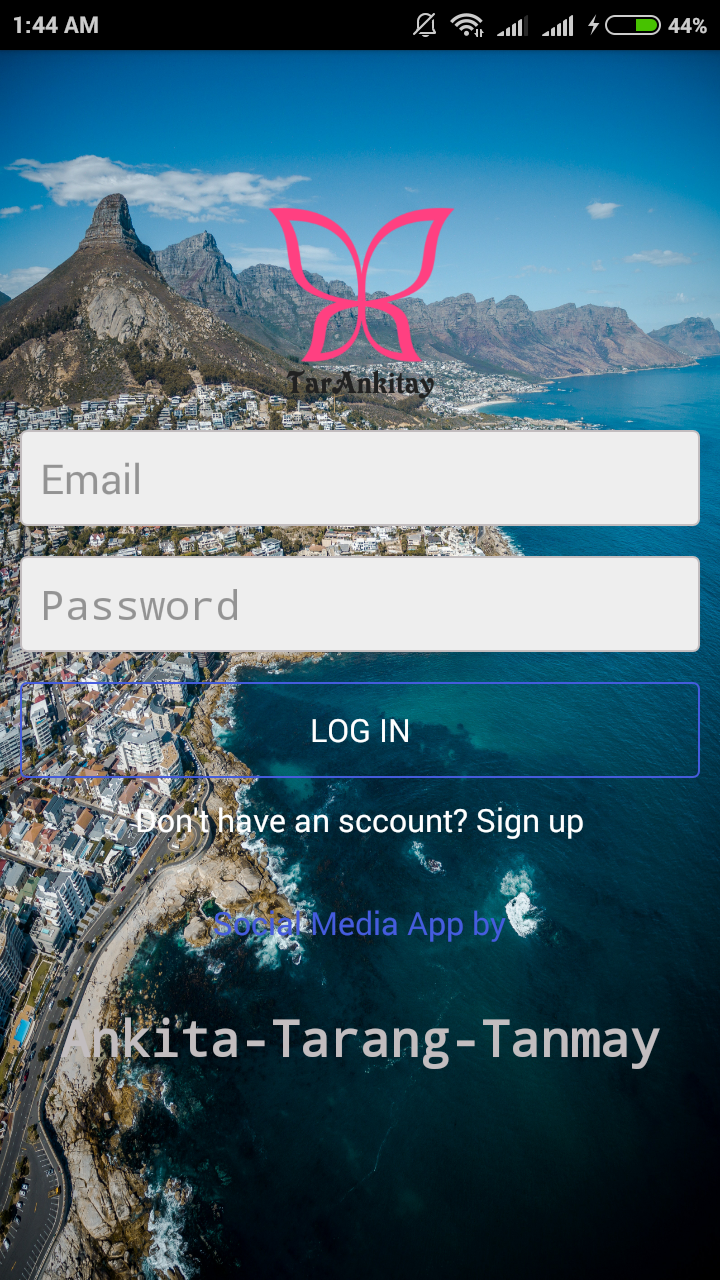 1:44 AM 44%
TarAnkitay
Email
Password
LOG IN
Don't have an sccount? Sign up
Social Media App by
Ankita-Tarang-Tanmay